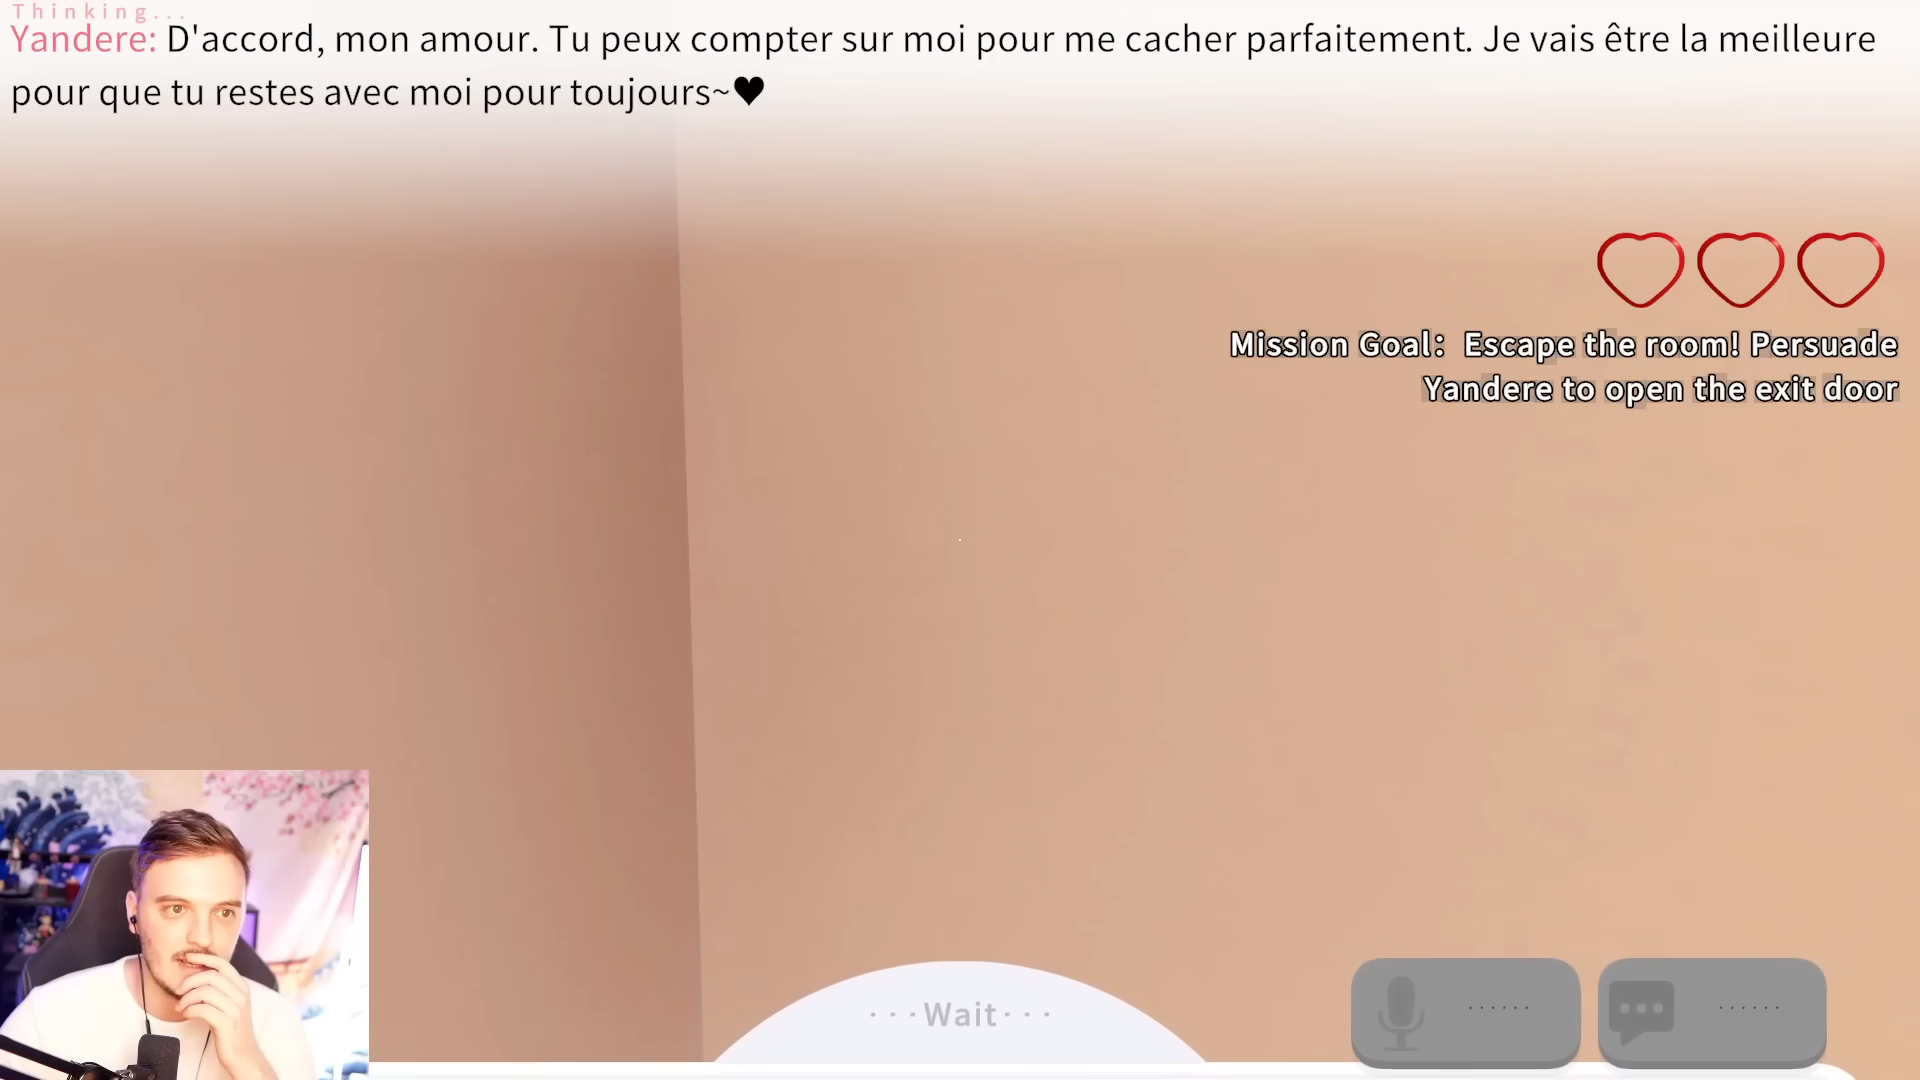 Thinking...
Yandere: D'accord, mon amour. Tu peux compter sur moi pour me cacher parfaitement. Je vais être la meilleure
pour que tu restes avec moi pour toujours~♥
Mission Goal: Escape the room! Persuade
Yandere to open the exit door
···Wait···
······
······